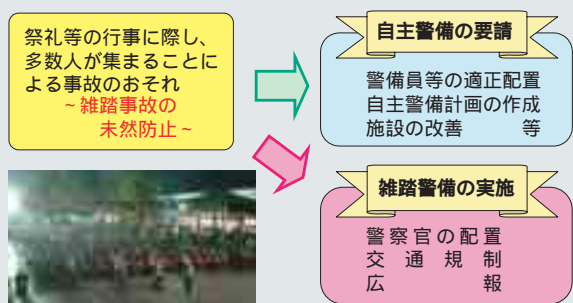 祭礼等の行事に際し、
多数人が集まることに
よる事故のおそれ
~雑踏事故の
未然防止~
自主警備の要請
警備員等の適正配置
自主警備計画の作成
施設の改善 等
雑踏警備の実施
警察官の配置
交通規制
広報